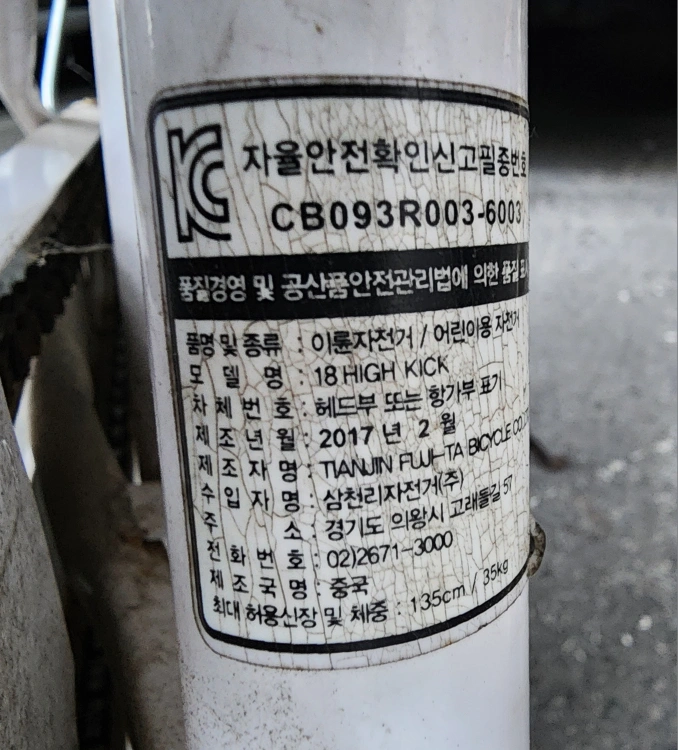 KC 자율안전확인신고필증번호
CB093R003-6003
품질경영 및 공산품안전관리법에 의한 품질
품명 및 종류 : 이륜자전거 / 어린이용 자전거
모 델 명 : 18 HIGH KICK
차 체 번 호 : 헤드부 또는 항가부 표기
제 조 년 월 : 2017 년 2 월
제 조 자 명 : TIANJIN FUJI-TA BICYCLE CO.,
수 입 자 명 : 삼천리자전거(주)
주 소 : 경기도 의왕시 고래들길 57
전 화 번 호 : 02)2671-3000
제 조 국 명 : 중국
최대 허용신장 및 체중 : 135cm / 35kg